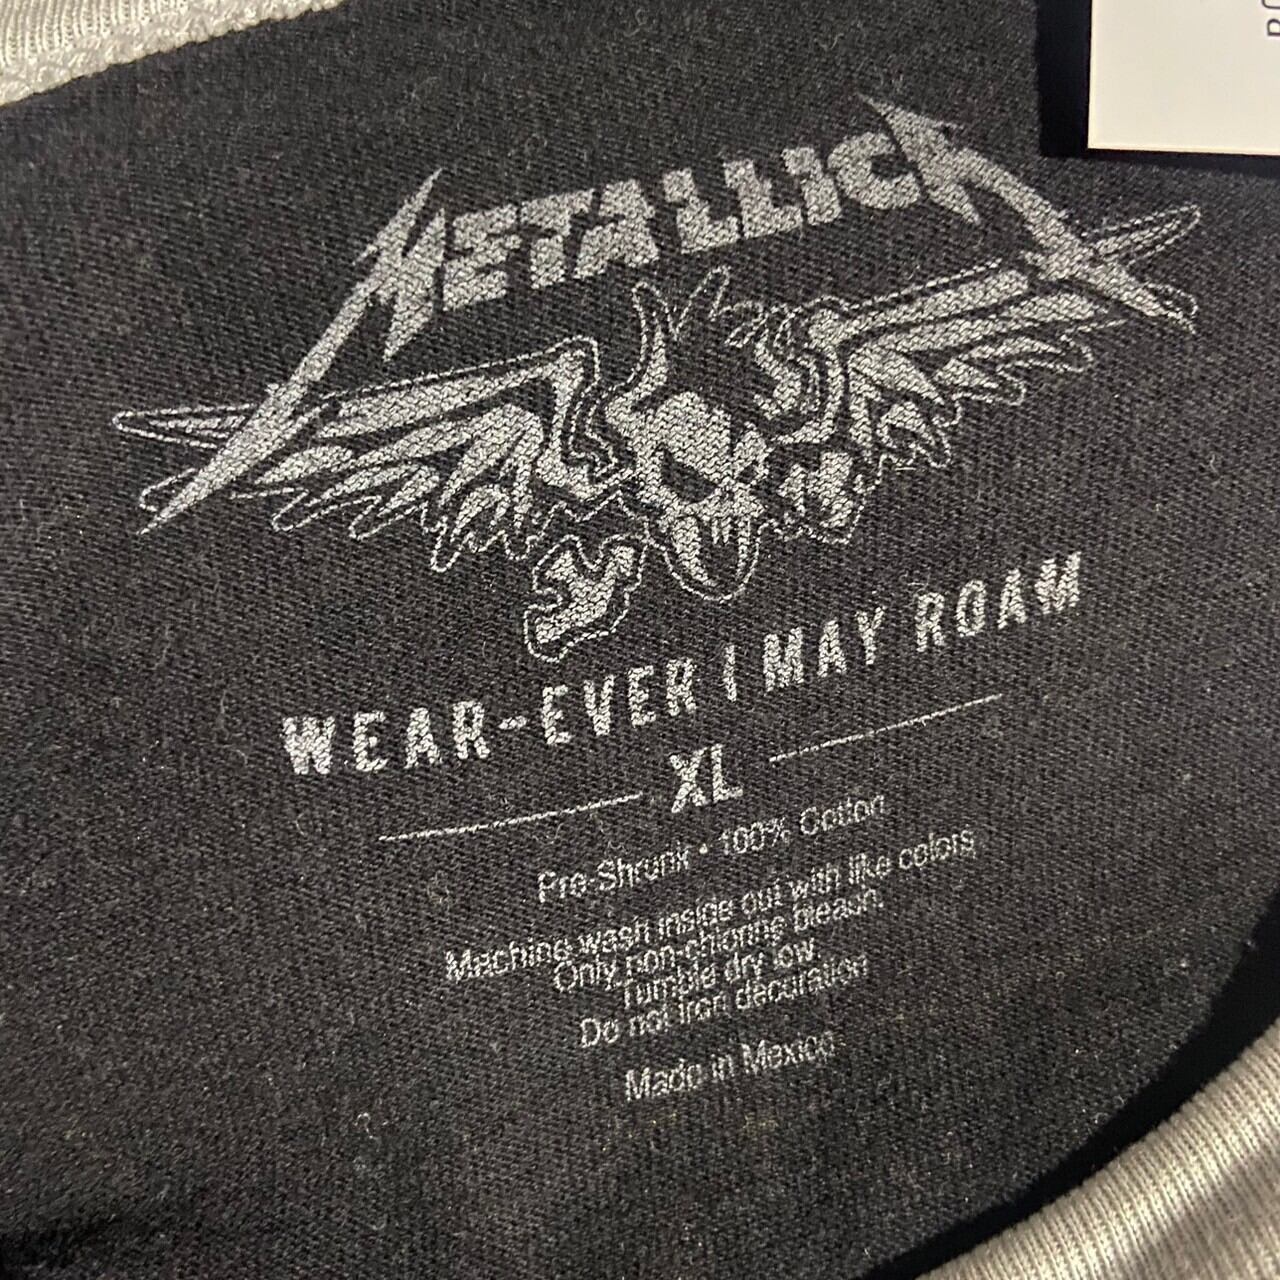 METALLICA
WEAR-EVER I MAY ROAM
XL
Pre-Shrunk • 100% Cotton
Machine wash inside out with like colors
Only non-chlorine bleach.
Tumble dry low
Do not iron decoration
Made in Mexico